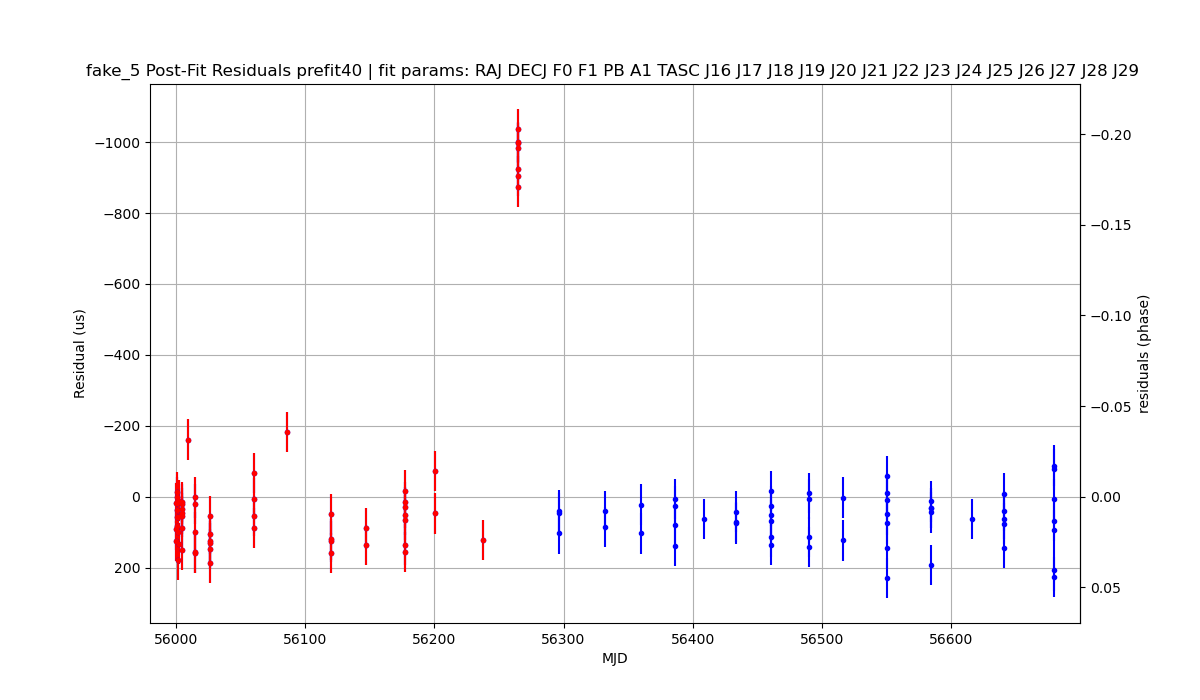 fake_5 Post-Fit Residuals prefit40 | fit params: RAJ DECJ F0 F1 PB A1 TASC J16 J17 J18 J19 J20 J21 J22 J23 J24 J25 J26 J27 J28 J29
−1000
−800
−600
−400
−200
0
200
Residual (us)
−0.20
−0.15
−0.10
−0.05
0.00
0.05
residuals (phase)
56000 56100 56200 56300 56400 56500 56600
MJD